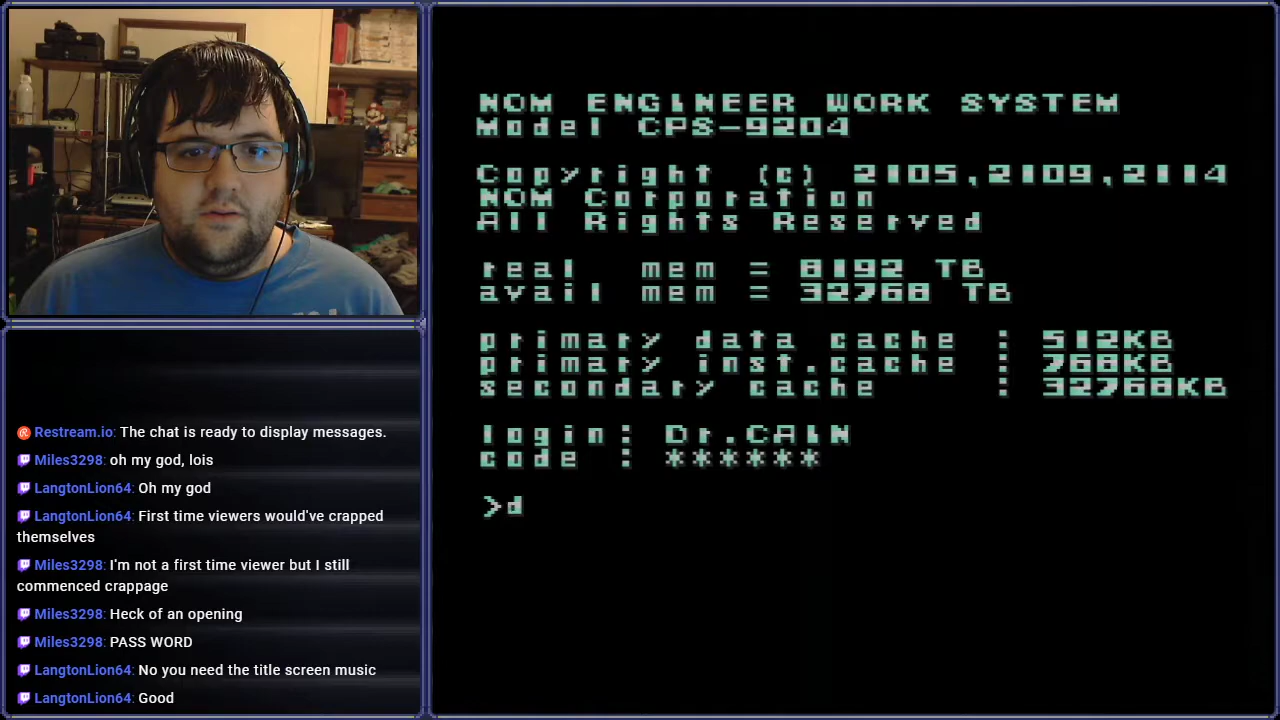 NOM ENGINEER WORK SYSTEM
Model CPS-9204
Copyright (c) 2105,2109,2114
NOM Corporation
All Rights Reserved
real mem = 8192 TB
avail mem = 32768 TB
primary data cache : 512KB
primary inst.cache : 768KB
secondary cache : 32768KB
login: Dr.CAIN
code : ******
>d
Restream.io: The chat is ready to display messages.
Miles3298: oh my god, lois
LangtonLion64: Oh my god
LangtonLion64: First time viewers would've crapped
themselves
Miles3298: I'm not a first time viewer but I still
commenced crappage
Miles3298: Heck of an opening
Miles3298: PASS WORD
LangtonLion64: No you need the title screen music
LangtonLion64: Good